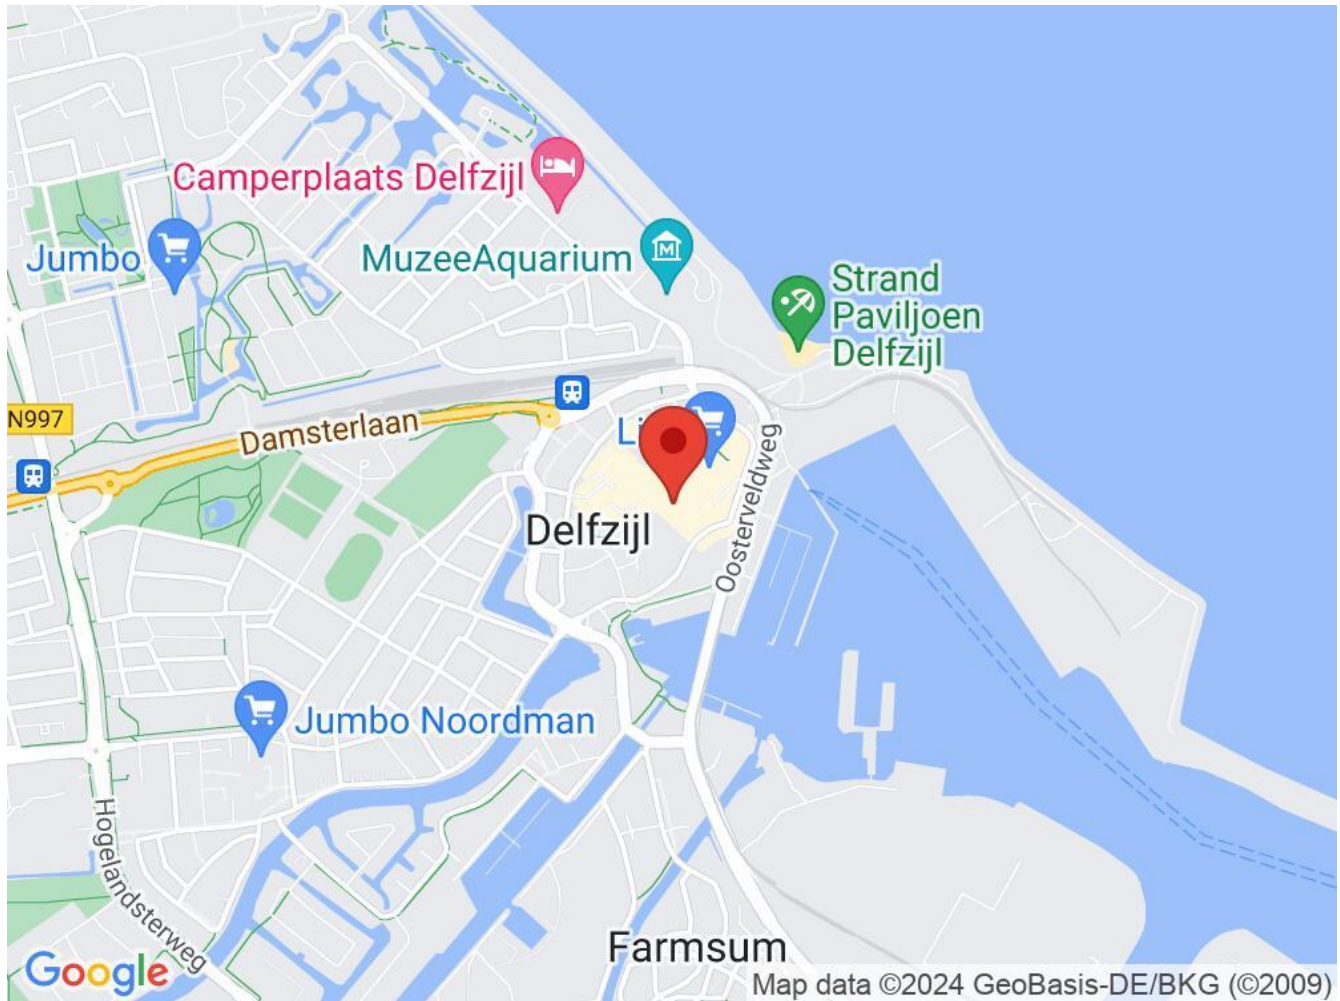 Camperplaats Delfzijl
Jumbo
MuzeeAquarium
Strand
Paviljoen
Delfzijl
N997
Damsterlaan
Oosterveldweg
Delfzijl
Jumbo Noordman
Hogelandsterweg
Farmsum
Google
Map data ©2024 GeoBasis-DE/BKG (©2009)